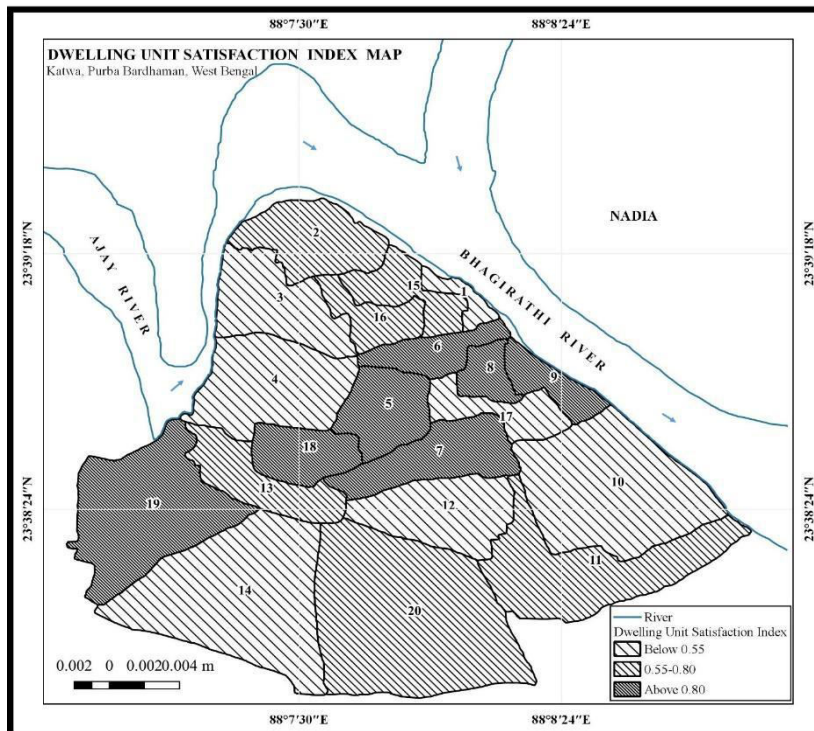 88°7'30"E 88°8'24"E
DWELLING UNIT SATISFACTION INDEX MAP
Katwa, Purba Bardhaman, West Bengal
NADIA
23°39'18"N 23°39'18"N
AJAY RIVER
BHAGIRATHI RIVER
2
15
1
3
16
6
8
9
4
5
17
18
7
19
13
12
10
23°38'24"N 23°38'24"N
11
14
20
River
Dwelling Unit Satisfaction Index
Below 0.55
0.55-0.80
Above 0.80
0.002 0 0.0020.004 m
88°7'30"E 88°8'24"E